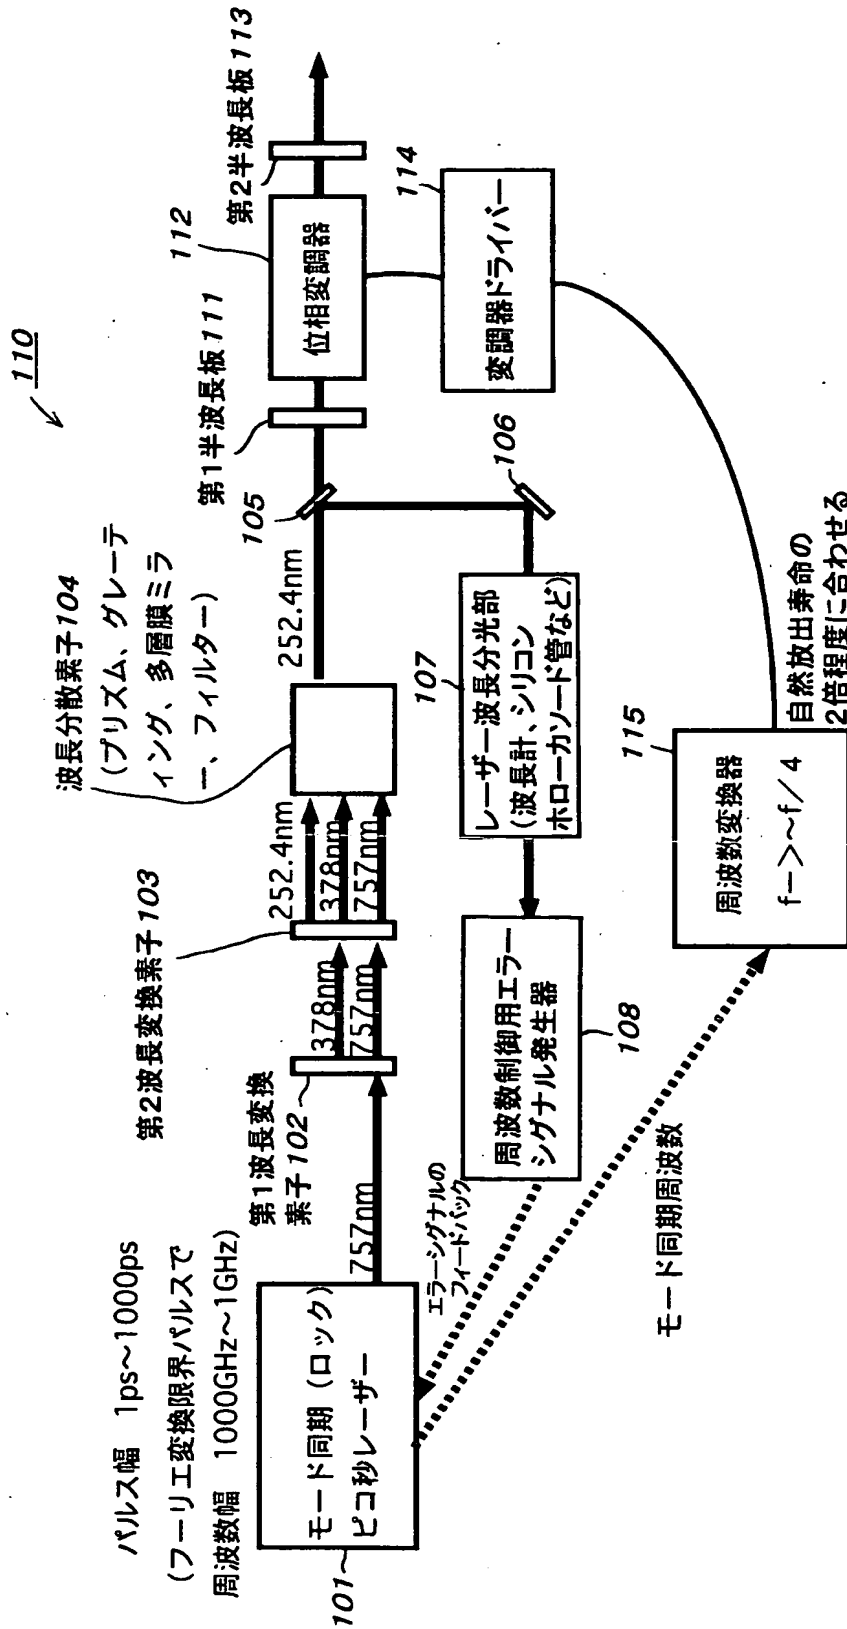 110
パルス幅 1ps~1000ps
(フーリエ変換限界パルスで
周波数幅 1000GHz~1GHz)
モード同期(ロック)
ピコ秒レーザー
101
757nm
第1波長変換
素子102
378nm
757nm
第2波長変換素子103
252.4nm
378nm
757nm
波長分散素子104
(プリズム、グレーテ
ィング、多層膜ミラ
ー、フィルター)
252.4nm
105
106
第1半波長板111
112
位相変調器
第2半波長板113
114
変調器ドライバー
107
レーザー波長分光部
(波長計、シリコン
ホローカソード管など)
周波数制御用エラー
シグナル発生器
108
エラーシグナルの
フィードバック
モード同期周波数
115
周波数変換器
f->~f/4
自然放出寿命の
2倍程度に合わせる